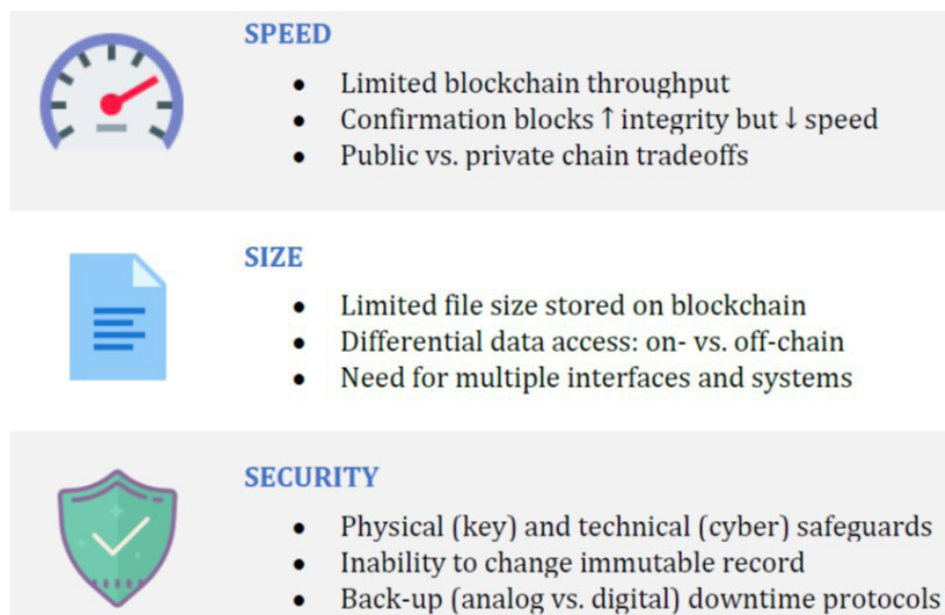 SPEED
• Limited blockchain throughput
• Confirmation blocks ↑ integrity but ↓ speed
• Public vs. private chain tradeoffs
SIZE
• Limited file size stored on blockchain
• Differential data access: on- vs. off-chain
• Need for multiple interfaces and systems
SECURITY
• Physical (key) and technical (cyber) safeguards
• Inability to change immutable record
• Back-up (analog vs. digital) downtime protocols